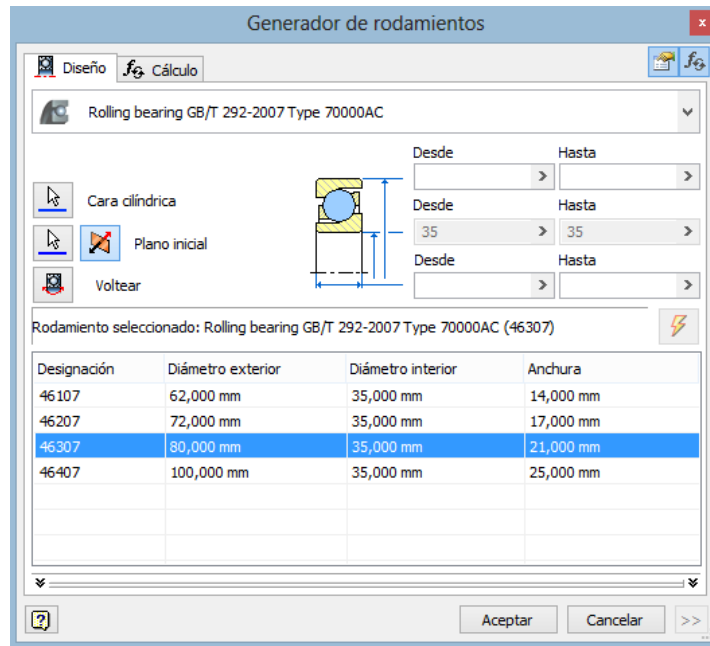 Generador de rodamientos
x
Diseño fG Cálculo fG
Rolling bearing GB/T 292-2007 Type 70000AC
Desde Hasta
Cara cilíndrica
Desde Hasta
35 35
Plano inicial
Desde Hasta
Voltear
Rodamiento seleccionado: Rolling bearing GB/T 292-2007 Type 70000AC (46307)
Designación Diámetro exterior Diámetro interior Anchura
46107 62,000 mm 35,000 mm 14,000 mm
46207 72,000 mm 35,000 mm 17,000 mm
46307 80,000 mm 35,000 mm 21,000 mm
46407 100,000 mm 35,000 mm 25,000 mm
? Aceptar Cancelar >>